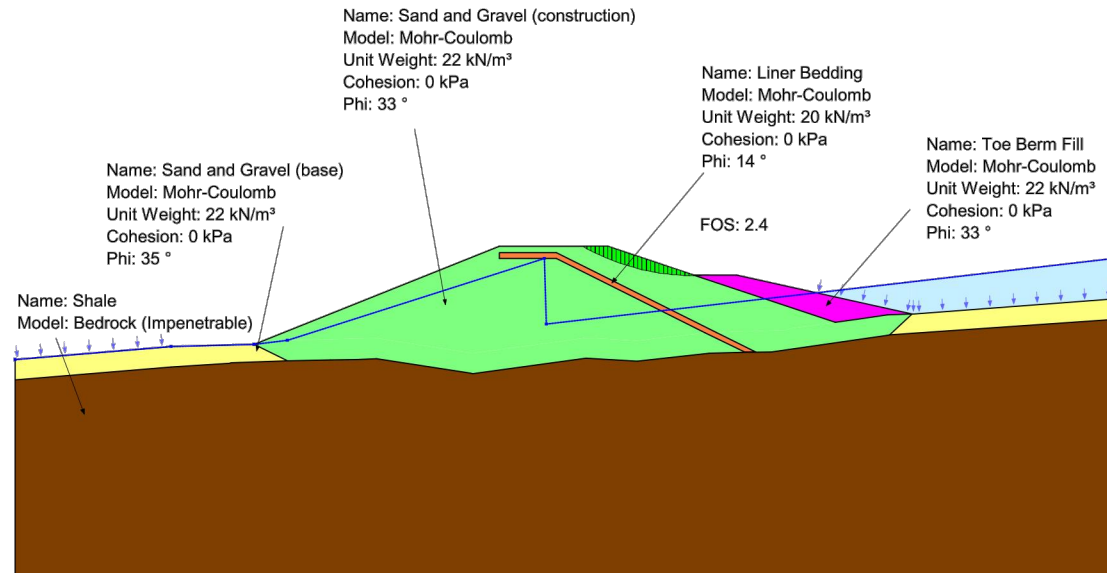 Name: Sand and Gravel (construction)
Model: Mohr-Coulomb
Unit Weight: 22 kN/m³
Cohesion: 0 kPa
Phi: 33 °
Name: Liner Bedding
Model: Mohr-Coulomb
Unit Weight: 20 kN/m³
Cohesion: 0 kPa
Phi: 14 °
Name: Toe Berm Fill
Model: Mohr-Coulomb
Unit Weight: 22 kN/m³
Cohesion: 0 kPa
Phi: 33 °
Name: Sand and Gravel (base)
Model: Mohr-Coulomb
Unit Weight: 22 kN/m³
Cohesion: 0 kPa
Phi: 35 °
FOS: 2.4
Name: Shale
Model: Bedrock (Impenetrable)